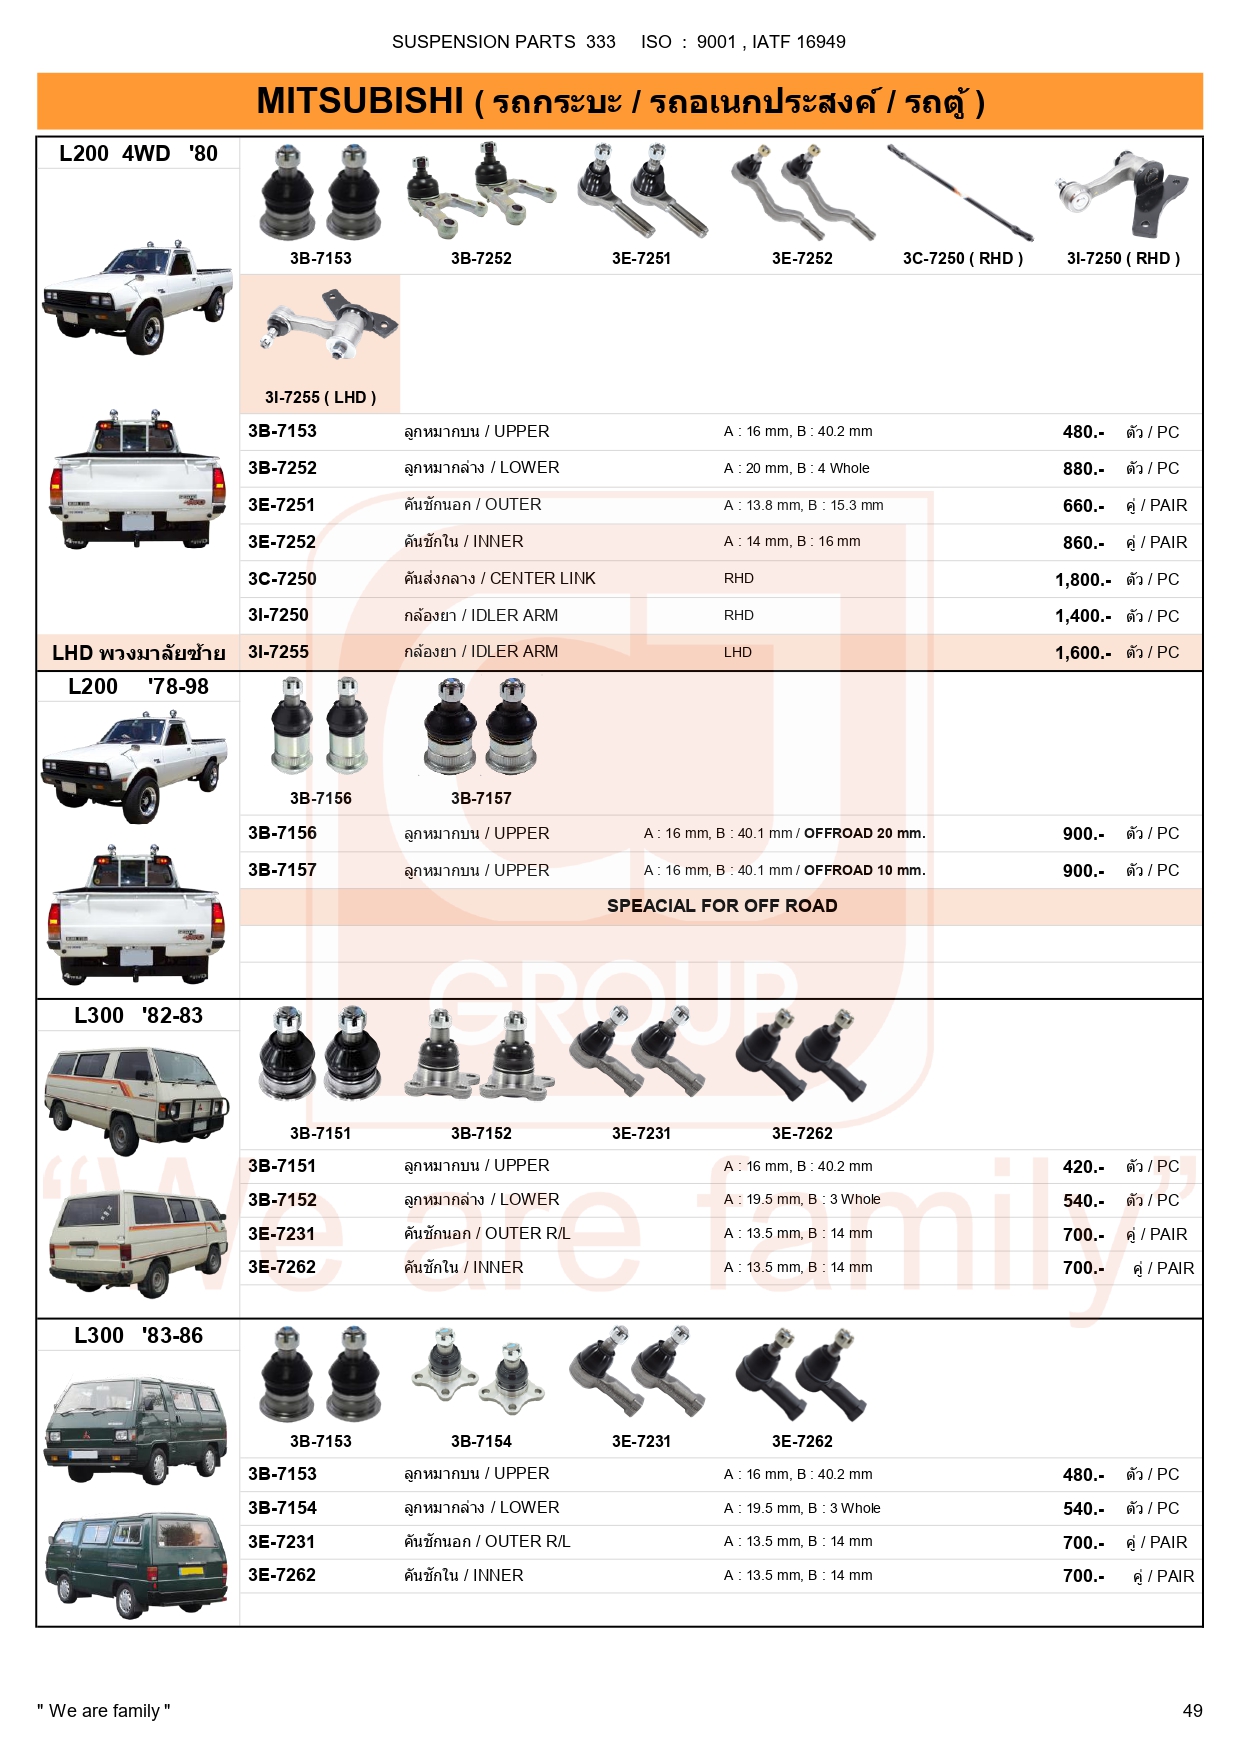 SUSPENSION PARTS 333 ISO : 9001 , IATF 16949
MITSUBISHI ( รถกระบะ / รถอเนกประสงค์ / รถตู้ )
L200 4WD '80
3B-7153 3B-7252 3E-7251 3E-7252 3C-7250 ( RHD ) 3I-7250 ( RHD )
3I-7255 ( LHD )
3B-7153 ลูกหมากบน / UPPER A : 16 mm, B : 40.2 mm 480.- ตัว / PC
3B-7252 ลูกหมากล่าง / LOWER A : 20 mm, B : 4 Whole 880.- ตัว / PC
3E-7251 คันชักนอก / OUTER A : 13.8 mm, B : 15.3 mm 660.- คู่ / PAIR
3E-7252 คันชักใน / INNER A : 14 mm, B : 16 mm 860.- คู่ / PAIR
3C-7250 คันส่งกลาง / CENTER LINK RHD 1,800.- ตัว / PC
3I-7250 กล้องยา / IDLER ARM RHD 1,400.- ตัว / PC
LHD พวงมาลัยซ้าย 3I-7255 กล้องยา / IDLER ARM LHD 1,600.- ตัว / PC
L200 '78-98
3B-7156 3B-7157
3B-7156 ลูกหมากบน / UPPER A : 16 mm, B : 40.1 mm / OFFROAD 20 mm. 900.- ตัว / PC
3B-7157 ลูกหมากบน / UPPER A : 16 mm, B : 40.1 mm / OFFROAD 10 mm. 900.- ตัว / PC
SPEACIAL FOR OFF ROAD
CJ
GROUP
L300 '82-83
3B-7151 3B-7152 3E-7231 3E-7262
3B-7151 ลูกหมากบน / UPPER A : 16 mm, B : 40.2 mm 420.- ตัว / PC
3B-7152 ลูกหมากล่าง / LOWER A : 19.5 mm, B : 3 Whole 540.- ตัว / PC
3E-7231 คันชักนอก / OUTER R/L A : 13.5 mm, B : 14 mm 700.- คู่ / PAIR
3E-7262 คันชักใน / INNER A : 13.5 mm, B : 14 mm 700.- คู่ / PAIR
“We are family”
L300 '83-86
3B-7153 3B-7154 3E-7231 3E-7262
3B-7153 ลูกหมากบน / UPPER A : 16 mm, B : 40.2 mm 480.- ตัว / PC
3B-7154 ลูกหมากล่าง / LOWER A : 19.5 mm, B : 3 Whole 540.- ตัว / PC
3E-7231 คันชักนอก / OUTER R/L A : 13.5 mm, B : 14 mm 700.- คู่ / PAIR
3E-7262 คันชักใน / INNER A : 13.5 mm, B : 14 mm 700.- คู่ / PAIR
" We are family " 49